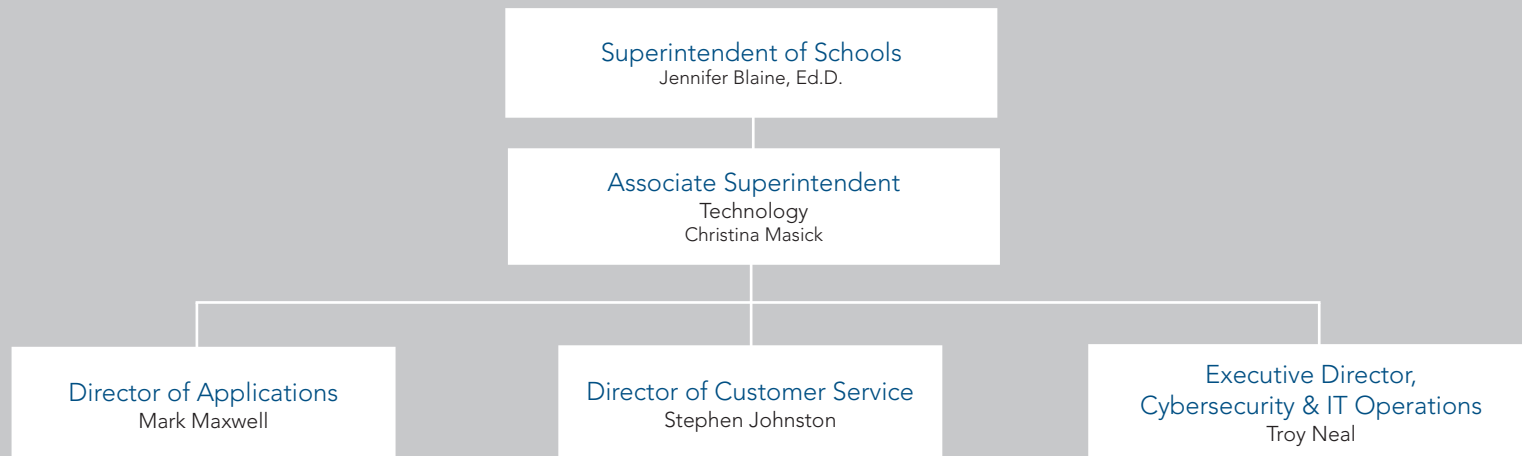 Superintendent of Schools
Jennifer Blaine, Ed.D.
Associate Superintendent
Technology
Christina Masick
Director of Applications
Mark Maxwell
Director of Customer Service
Stephen Johnston
Executive Director,
Cybersecurity & IT Operations
Troy Neal